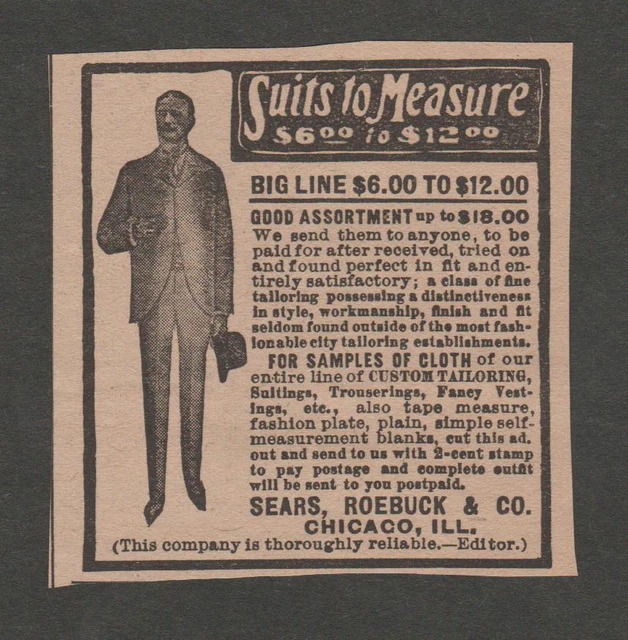 Suits to Measure
$6.00 to $12.00
BIG LINE $6.00 TO $12.00
GOOD ASSORTMENT up to $18.00
We send them to anyone, to be
paid for after received, tried on
and found perfect in fit and en-
tirely satisfactory; a class of fine
tailoring possessing a distinctiveness
in style, workmanship, finish and fit
seldom found outside of the most fash-
ionable city tailoring establishments.
FOR SAMPLES OF CLOTH of our
entire line of CUSTOM TAILORING,
Suitings, Trouserings, Fancy Vest-
ings, etc., also tape measure,
fashion plate, plain, simple self-
measurement blanks, cut this ad.
out and send to us with 2-cent stamp
to pay postage and complete outfit
will be sent to you postpaid.
SEARS, ROEBUCK & CO.
CHICAGO, ILL.
(This company is thoroughly reliable.—Editor.)